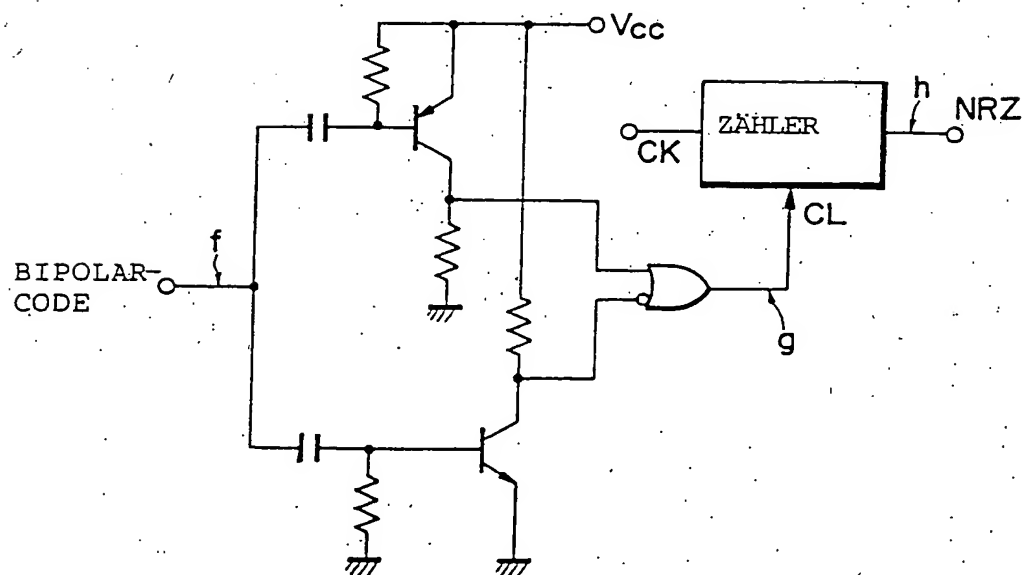 Vcc
h
NRZ
ZÄHLER
CK
CL
f
BIPOLAR-
CODE
g